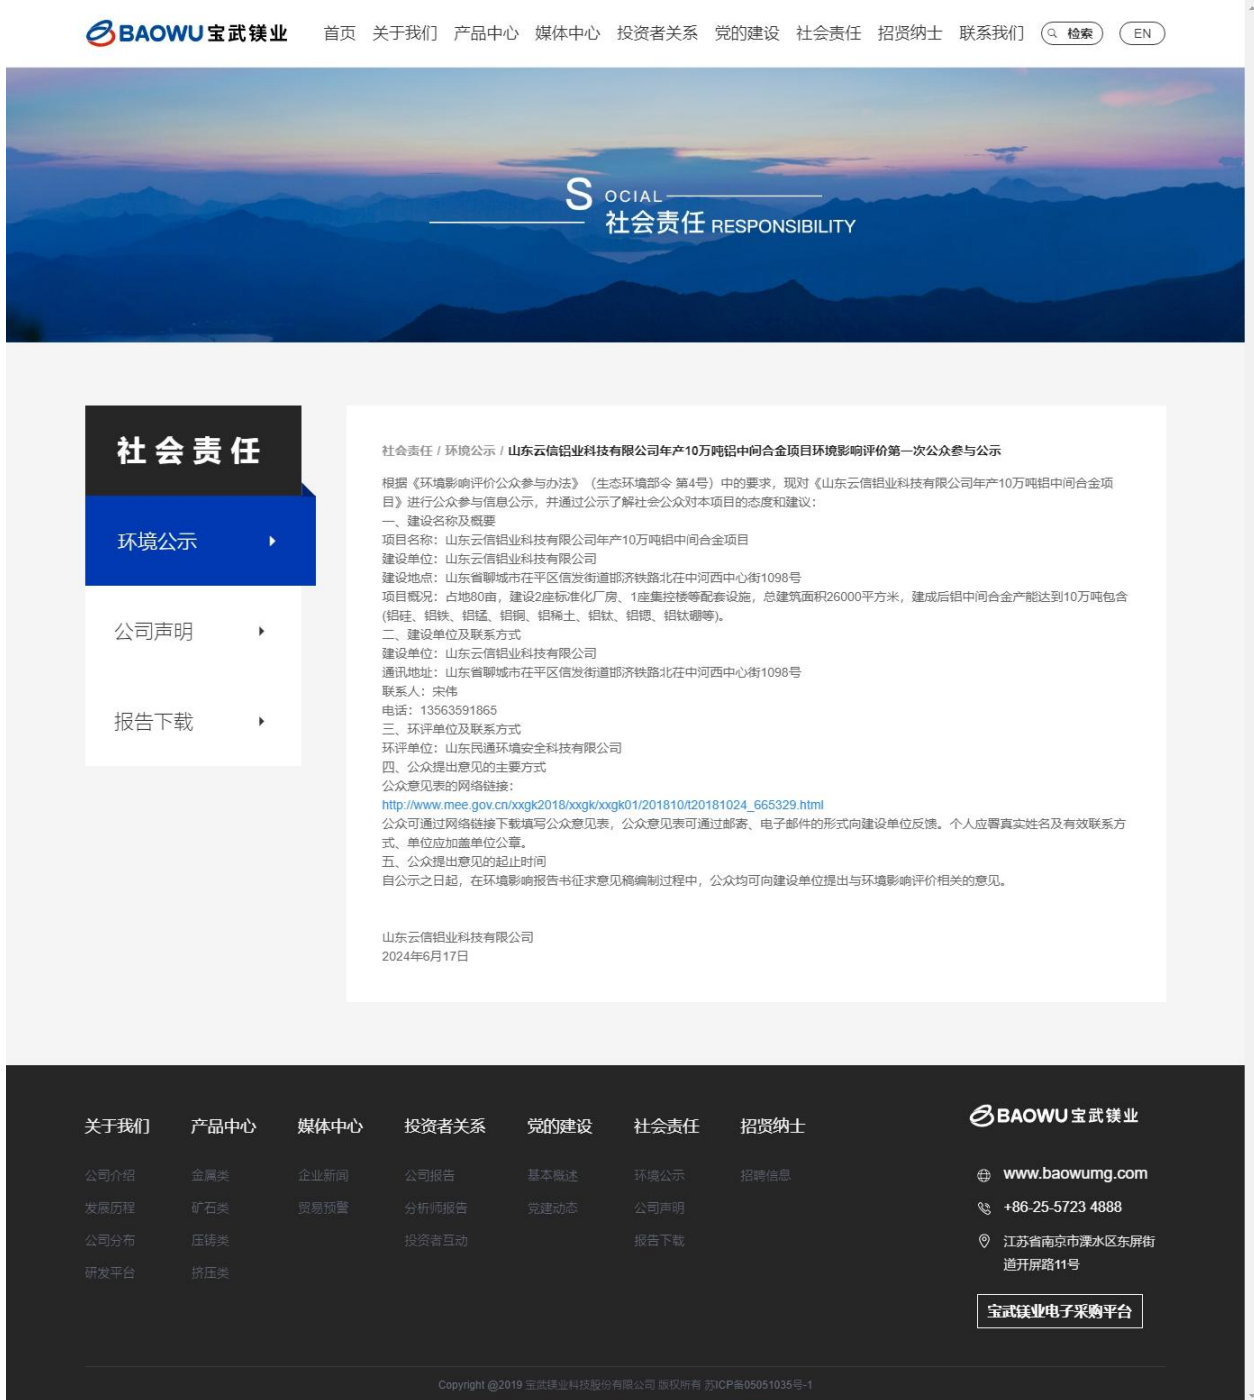 BAOWU 宝武镁业
首页 关于我们 产品中心 媒体中心 投资者关系 党的建设 社会责任 招贤纳士 联系我们 检索 EN
SOCIAL
社会责任 RESPONSIBILITY
社会责任
环境公示
公司声明
报告下载
社会责任 / 环境公示 / 山东云信铝业科技有限公司年产10万吨铝中间合金项目环境影响评价第一次公众参与公示
根据《环境影响评价公众参与办法》（生态环境部令 第4号）中的要求，现对《山东云信铝业科技有限公司年产10万吨铝中间合金项
目》进行公众参与信息公示，并通过公示了解社会公众对本项目的态度和建议：
一、建设名称及概要
项目名称：山东云信铝业科技有限公司年产10万吨铝中间合金项目
建设单位：山东云信铝业科技有限公司
建设地点：山东省聊城市茌平区信发街道邯济铁路北茌中河西中心街1098号
项目概况：占地80亩，建设2座标准化厂房、1座集控楼等配套设施，总建筑面积26000平方米，建成后铝中间合金产能达到10万吨包含
(铝硅、铝铁、铝锰、铝铜、铝稀土、铝钛、铝锶、铝钛硼等)。
二、建设单位及联系方式
建设单位：山东云信铝业科技有限公司
通讯地址：山东省聊城市茌平区信发街道邯济铁路北茌中河西中心街1098号
联系人：宋伟
电话：13563591865
三、环评单位及联系方式
环评单位：山东民通环境安全科技有限公司
四、公众提出意见的主要方式
公众意见表的网络链接：
http://www.mee.gov.cn/xxgk2018/xxgk/xxgk01/201810/t20181024_665329.html
公众可通过网络链接下载填写公众意见表，公众意见表可通过邮寄、电子邮件的形式向建设单位反馈。个人应署真实姓名及有效联系方
式、单位应加盖单位公章。
五、公众提出意见的起止时间
自公示之日起，在环境影响报告书征求意见稿编制过程中，公众均可向建设单位提出与环境影响评价相关的意见。
山东云信铝业科技有限公司
2024年6月17日
关于我们 产品中心 媒体中心 投资者关系 党的建设 社会责任 招贤纳士
公司介绍 金属类 企业新闻 公司报告 基本概述 环境公示 招聘信息
发展历程 矿石类 贸易预警 分析师报告 党建动态 公司声明
公司分布 压铸类 投资者互动 报告下载
研发平台 挤压类
BAOWU 宝武镁业
www.baowumg.com
+86-25-5723 4888
江苏省南京市溧水区东屏街
道开屏路11号
宝武镁业电子采购平台
Copyright @2019 宝武镁业科技股份有限公司 版权所有 苏ICP备05051035号-1